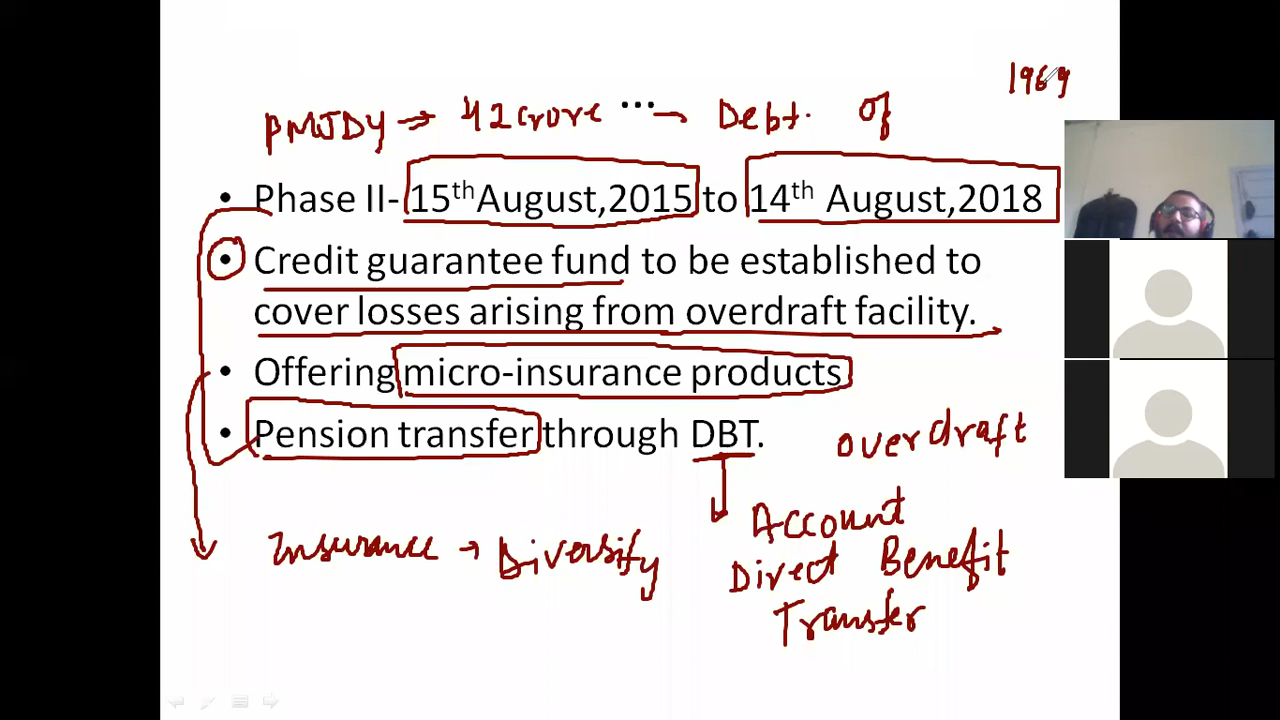 1969
PMJDY → 42 crore ... → Debt. Of
• Phase II- 15th August,2015 to 14th August,2018
• Credit guarantee fund to be established to
cover losses arising from overdraft facility.
• Offering micro-insurance products
• Pension transfer through DBT.
overdraft
Account
Insurance → Diversify
Direct Benefit
Transfer